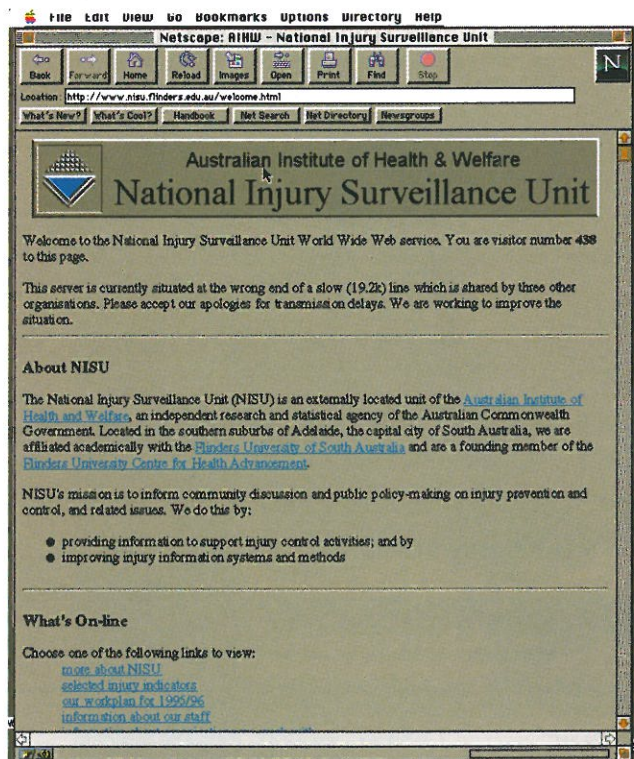 File Edit View Go Bookmarks Options Directory Help
Netscape: AIHW - National Injury Surveillance Unit
Back Forward Home Reload Images Open Print Find Stop
N
Location: http://www.nisu.flinders.edu.au/welcome.html
What's New? What's Cool? Handbook Net Search Net Directory Newsgroups
Australian Institute of Health & Welfare
National Injury Surveillance Unit
Welcome to the National Injury Surveillance Unit World Wide Web service. You are visitor number 438
to this page.
This server is currently situated at the wrong end of a slow (19.2k) line which is shared by three other
organisations. Please accept our apologies for transmission delays. We are working to improve the
situation.
About NISU
The National Injury Surveillance Unit (NISU) is an externally located unit of the Australian Institute of
Health and Welfare, an independent research and statistical agency of the Australian Commonwealth
Government. Located in the southern suburbs of Adelaide, the capital city of South Australia, we are
affiliated academically with the Flinders University of South Australia and are a founding member of the
Flinders University Centre for Health Advancement.
NISU's mission is to inform community discussion and public policy-making on injury prevention and
control, and related issues. We do this by:
● providing information to support injury control activities; and by
● improving injury information systems and methods
What's On-line
Choose one of the following links to view:
more about NISU
selected injury indicators
our workplan for 1995/96
information about our staff